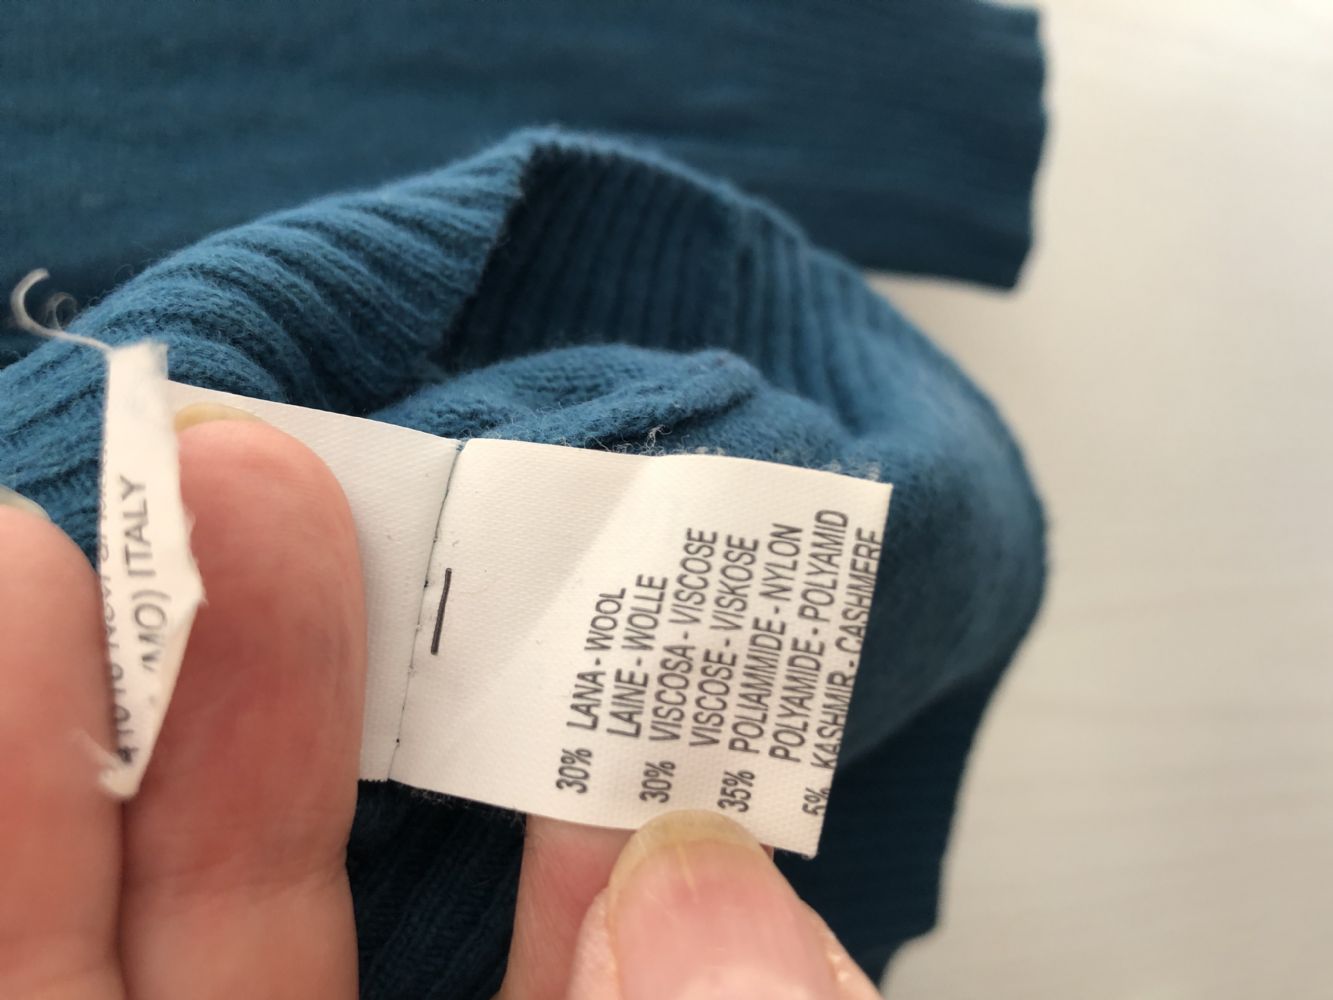 (MO) ITALY
30% LANA - WOOL
LAINE - WOLLE
30% VISCOSA - VISCOSE
VISCOSE - VISKOSE
35% POLIAMMIDE - NYLON
POLYAMIDE - POLYAMID
5% KASHMIR - CASHMERE